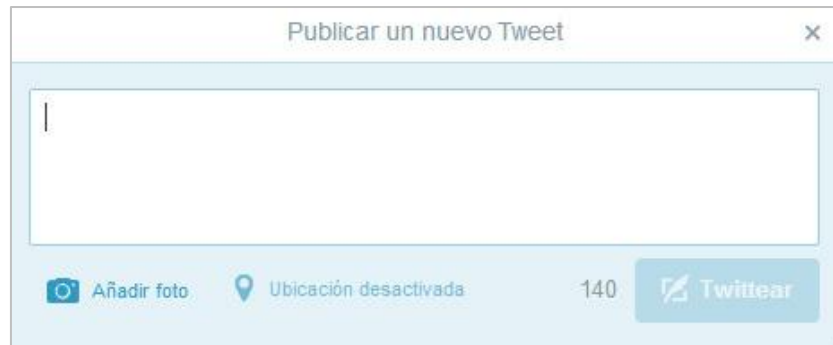 Publicar un nuevo Tweet
Añadir foto Ubicación desactivada 140 Twittear